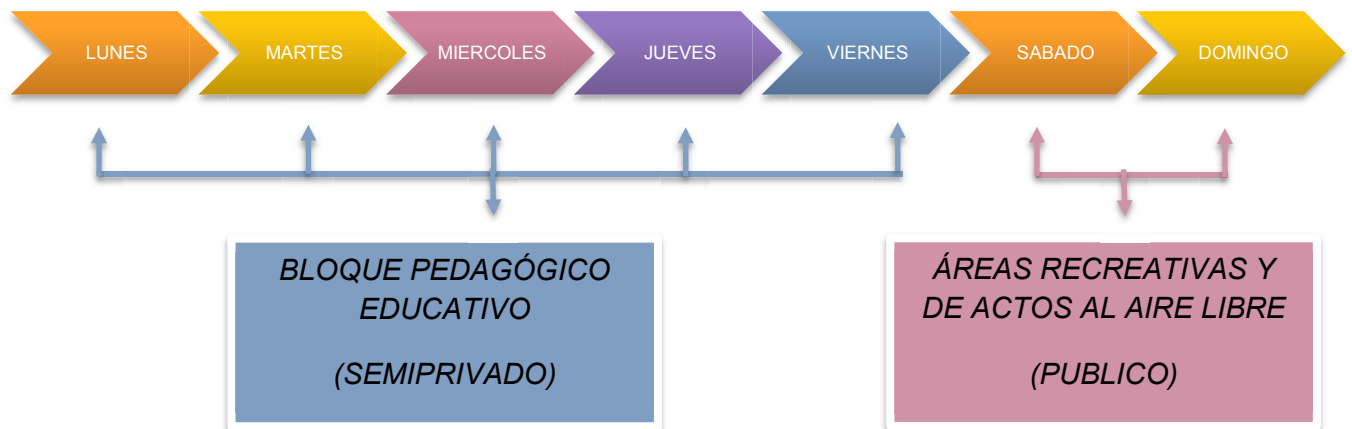 LUNES MARTES MIERCOLES JUEVES VIERNES SABADO DOMINGO
BLOQUE PEDAGÓGICO
EDUCATIVO
(SEMIPRIVADO)
ÁREAS RECREATIVAS Y
DE ACTOS AL AIRE LIBRE
(PUBLICO)